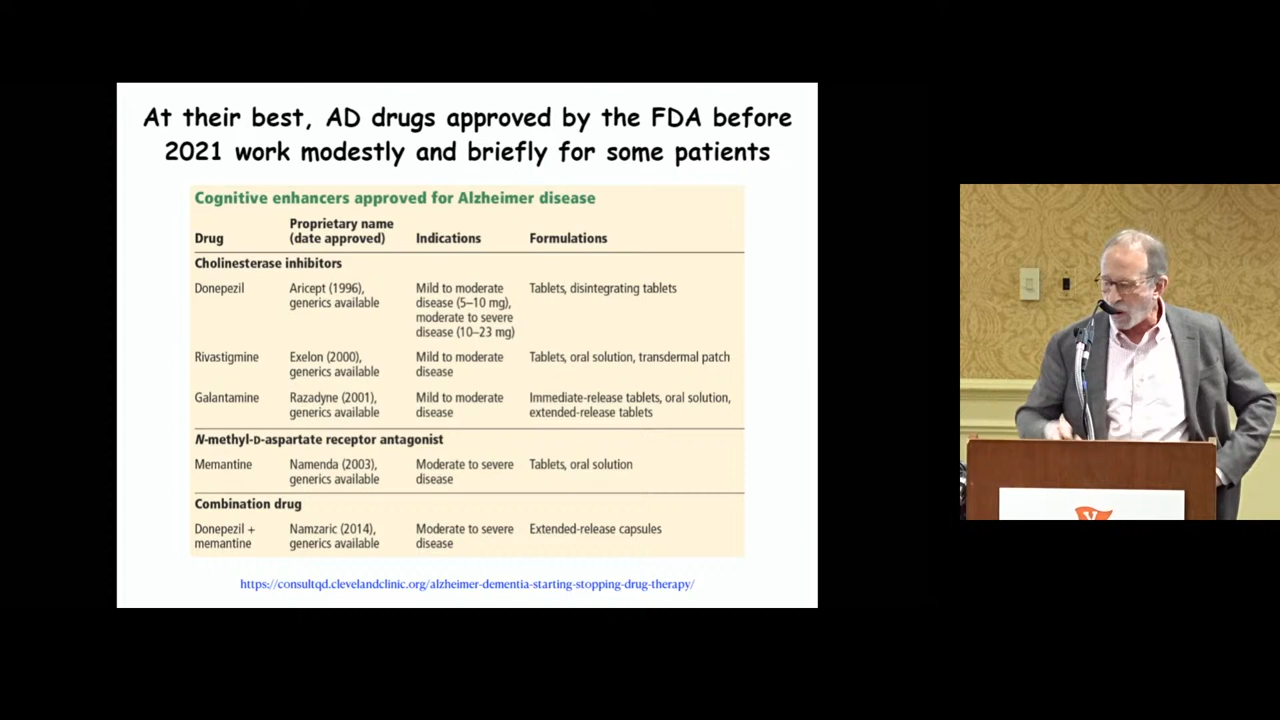 At their best, AD drugs approved by the FDA before
2021 work modestly and briefly for some patients
Cognitive enhancers approved for Alzheimer disease
Drug
Proprietary name
(date approved)
Indications
Formulations
Cholinesterase inhibitors
Donepezil
Aricept (1996),
generics available
Mild to moderate
disease (5–10 mg),
moderate to severe
disease (10–23 mg)
Tablets, disintegrating tablets
Rivastigmine
Exelon (2000),
generics available
Mild to moderate
disease
Tablets, oral solution, transdermal patch
Galantamine
Razadyne (2001),
generics available
Mild to moderate
disease
Immediate-release tablets, oral solution,
extended-release tablets
N-methyl-D-aspartate receptor antagonist
Memantine
Namenda (2003),
generics available
Moderate to severe
disease
Tablets, oral solution
Combination drug
Donepezil +
memantine
Namzaric (2014),
generics available
Moderate to severe
disease
Extended-release capsules
https://consultqd.clevelandclinic.org/alzheimer-dementia-starting-stopping-drug-therapy/